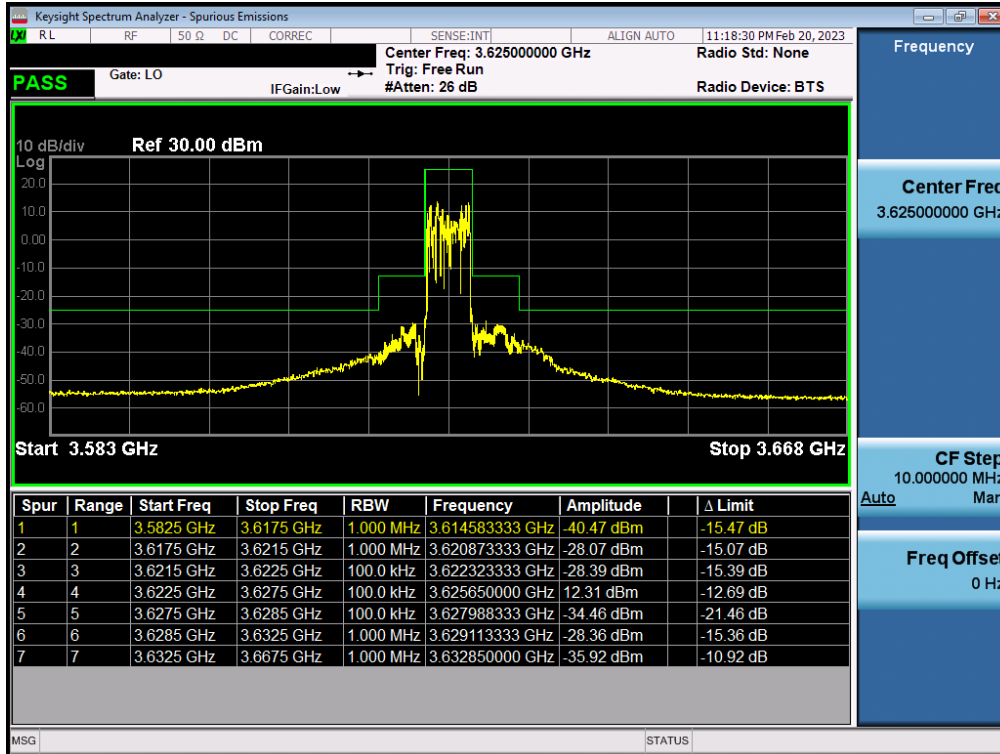 Keysight Spectrum Analyzer - Spurious Emissions
LXI RL RF 50 Ω DC CORREC SENSE:INT ALIGN AUTO 11:18:30 PM Feb 20, 2023
Center Freq: 3.625000000 GHz Radio Std: None
Gate: LO Trig: Free Run
PASS IFGain:Low #Atten: 26 dB Radio Device: BTS
10 dB/div Ref 30.00 dBm
Log
20.0
10.0
0.00
-10.0
-20.0
-30.0
-40.0
-50.0
-60.0
Start 3.583 GHz Stop 3.668 GHz
Spur Range Start Freq Stop Freq RBW Frequency Amplitude Δ Limit
1 1 3.5825 GHz 3.6175 GHz 1.000 MHz 3.614583333 GHz -40.47 dBm -15.47 dB
2 2 3.6175 GHz 3.6215 GHz 1.000 MHz 3.620873333 GHz -28.07 dBm -15.07 dB
3 3 3.6215 GHz 3.6225 GHz 100.0 kHz 3.622323333 GHz -28.39 dBm -15.39 dB
4 4 3.6225 GHz 3.6275 GHz 100.0 kHz 3.625650000 GHz 12.31 dBm -12.69 dB
5 5 3.6275 GHz 3.6285 GHz 100.0 kHz 3.627988333 GHz -34.46 dBm -21.46 dB
6 6 3.6285 GHz 3.6325 GHz 1.000 MHz 3.629113333 GHz -28.36 dBm -15.36 dB
7 7 3.6325 GHz 3.6675 GHz 1.000 MHz 3.632850000 GHz -35.92 dBm -10.92 dB
MSG STATUS
Frequency
Center Freq
3.625000000 GHz
CF Step
10.000000 MHz
Auto Man
Freq Offset
0 Hz